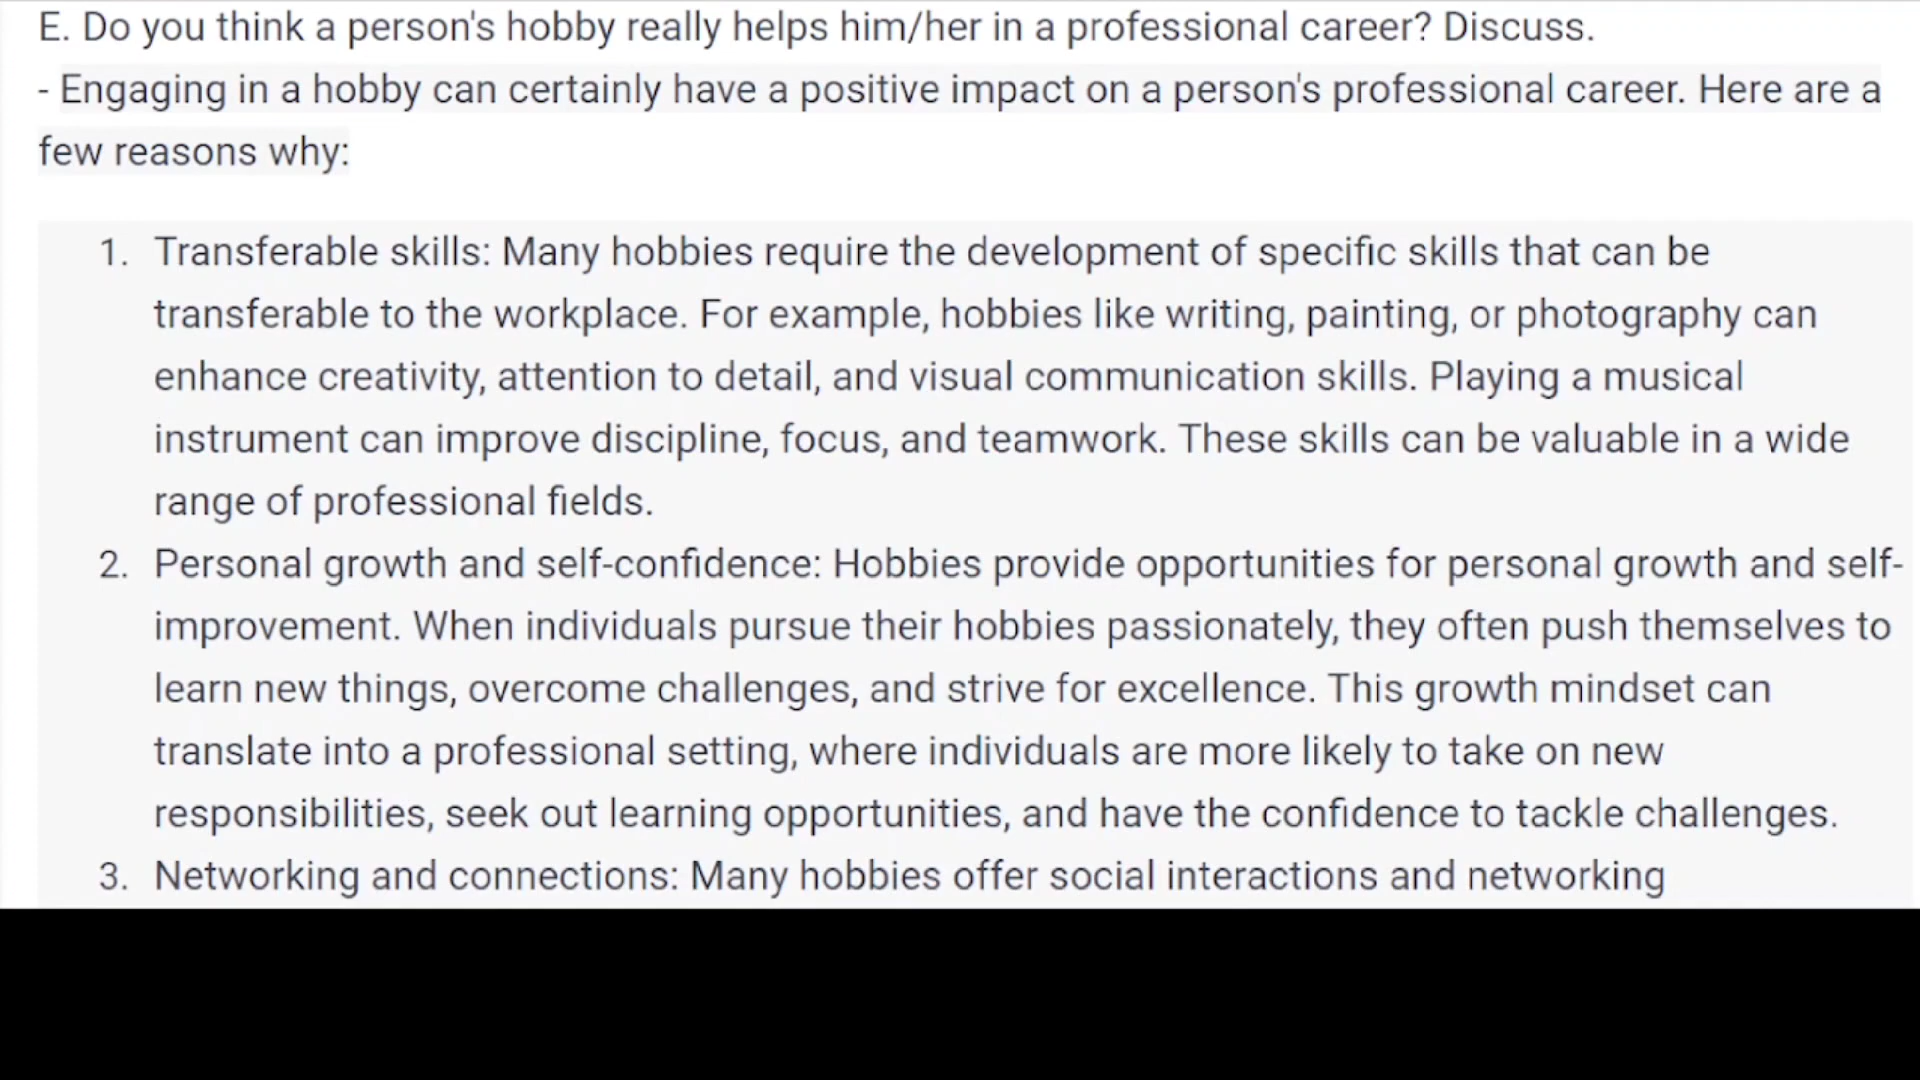 E. Do you think a person's hobby really helps him/her in a professional career? Discuss.
- Engaging in a hobby can certainly have a positive impact on a person's professional career. Here are a
few reasons why:
1. Transferable skills: Many hobbies require the development of specific skills that can be
transferable to the workplace. For example, hobbies like writing, painting, or photography can
enhance creativity, attention to detail, and visual communication skills. Playing a musical
instrument can improve discipline, focus, and teamwork. These skills can be valuable in a wide
range of professional fields.
2. Personal growth and self-confidence: Hobbies provide opportunities for personal growth and self-
improvement. When individuals pursue their hobbies passionately, they often push themselves to
learn new things, overcome challenges, and strive for excellence. This growth mindset can
translate into a professional setting, where individuals are more likely to take on new
responsibilities, seek out learning opportunities, and have the confidence to tackle challenges.
3. Networking and connections: Many hobbies offer social interactions and networking